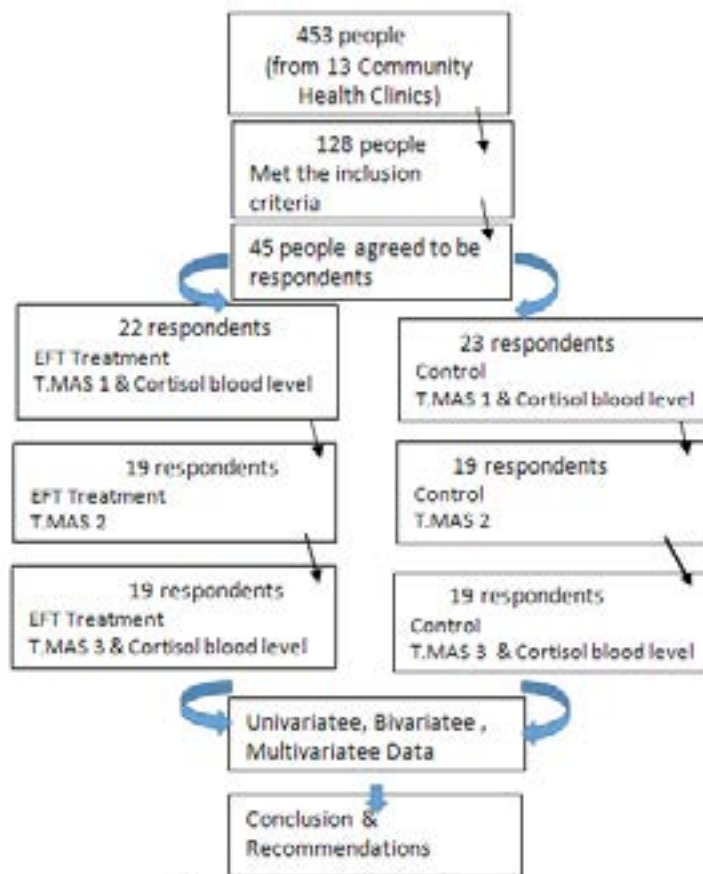 453 people
(from 13 Community
Health Clinics)
128 people
Met the inclusion
criteria
45 people agreed to be
respondents
22 respondents
EFT Treatment
T.MAS 1 & Cortisol blood level
23 respondents
Control
T.MAS 1 & Cortisol blood level
19 respondents
EFT Treatment
T.MAS 2
19 respondents
Control
T.MAS 2
19 respondents
EFT Treatment
T.MAS 3 & Cortisol blood level
19 respondents
Control
T.MAS 3 & Cortisol blood level
Univariatee, Bivariatee ,
Multivariatee Data
Conclusion &
Recommendations